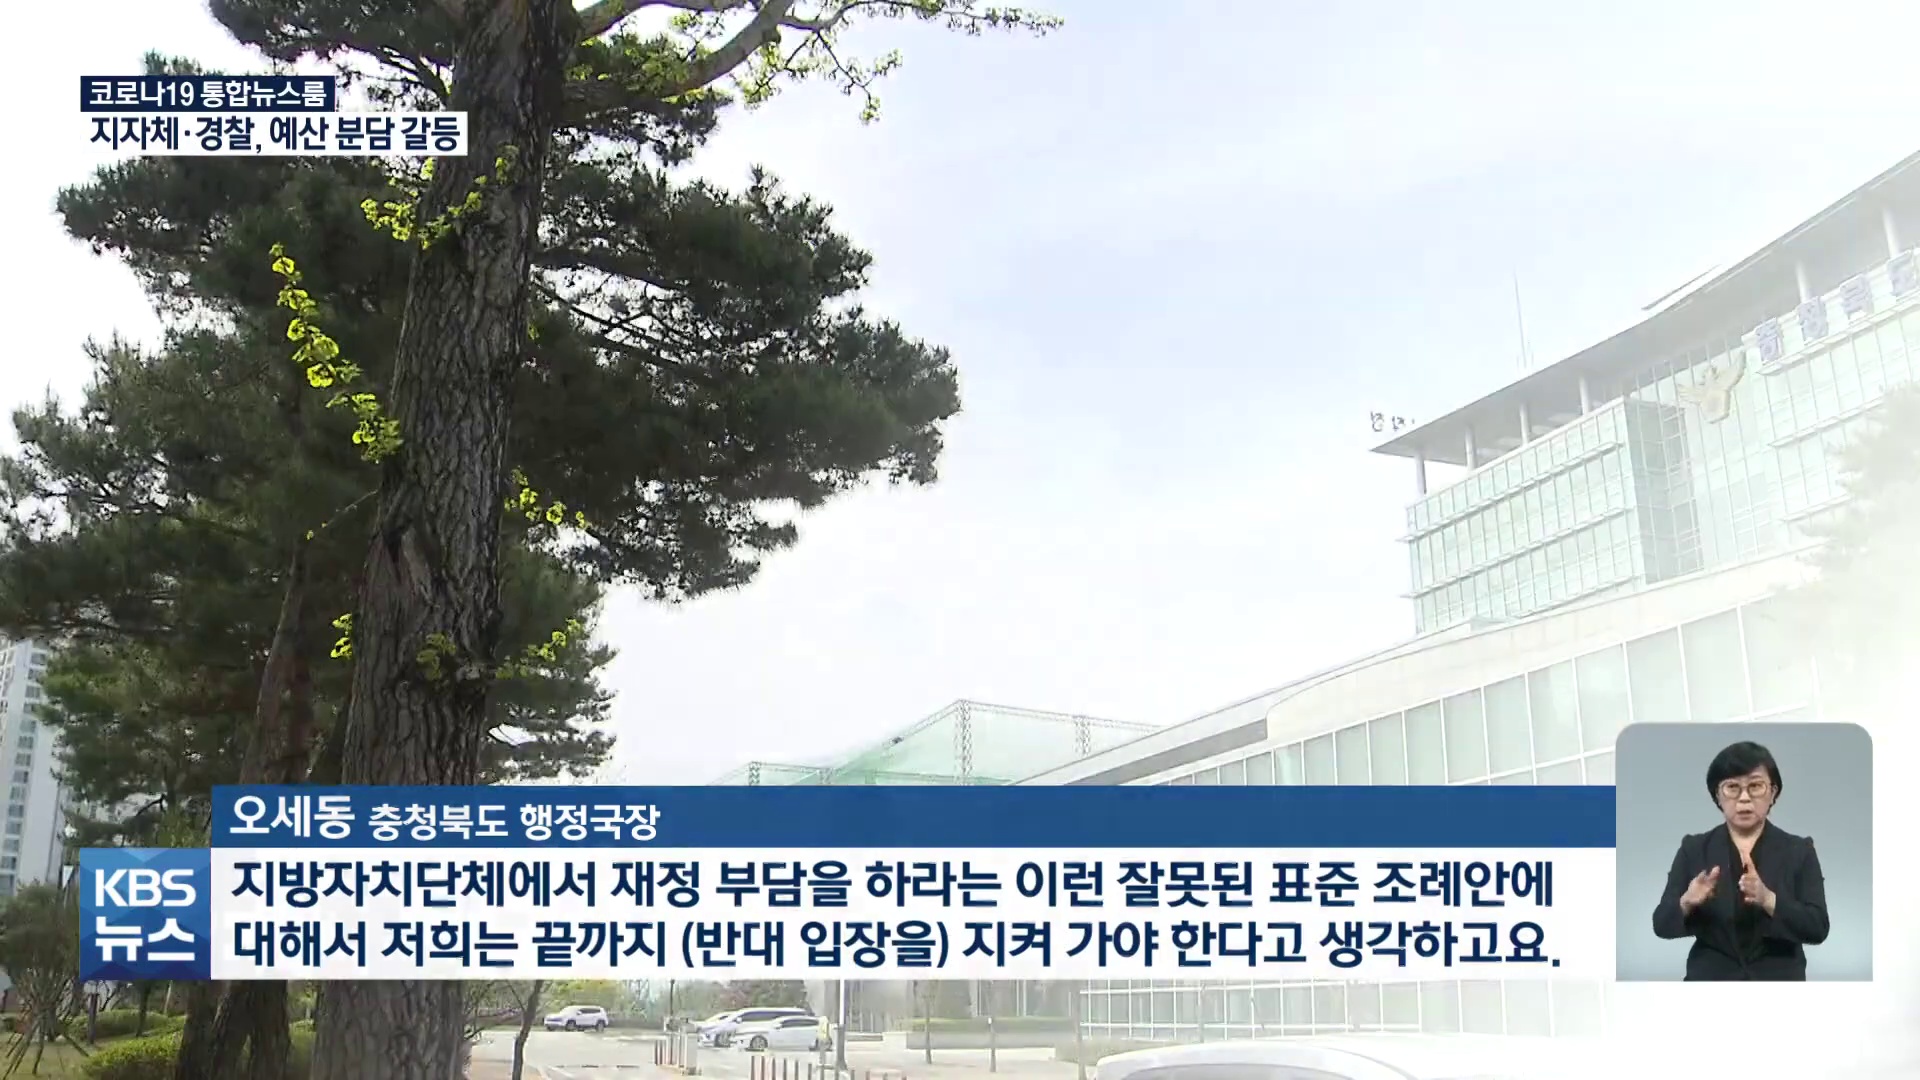 코로나19 통합뉴스룸
지자체·경찰, 예산 분담 갈등
오세동 충청북도 행정국장
KBS
뉴스
지방자치단체에서 재정 부담을 하라는 이런 잘못된 표준 조례안에
대해서 저희는 끝까지 (반대 입장을) 지켜 가야 한다고 생각하고요.